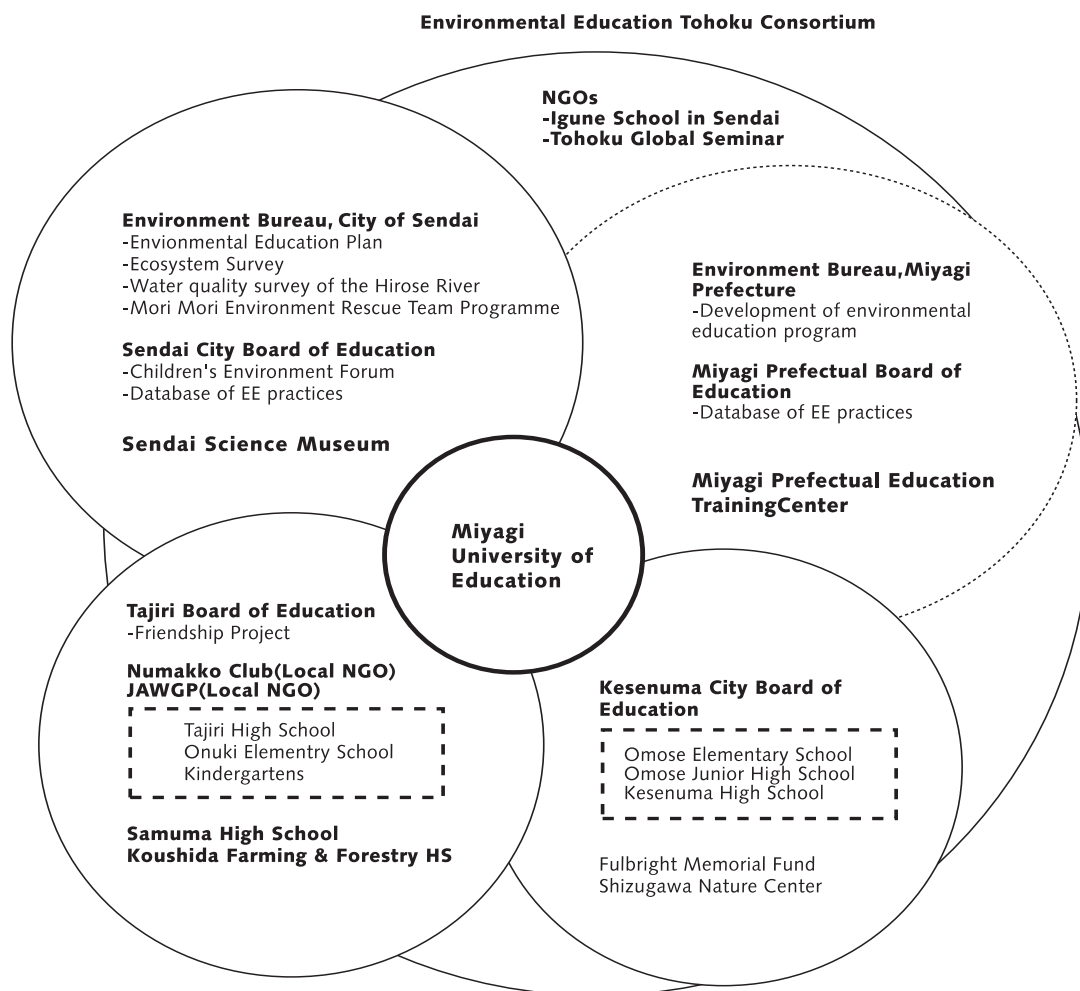 Environmental Education Tohoku Consortium
NGOs
-Igune School in Sendai
-Tohoku Global Seminar
Environment Bureau, City of Sendai
-Envionmental Education Plan
-Ecosystem Survey
-Water quality survey of the Hirose River
-Mori Mori Environment Rescue Team Programme
Sendai City Board of Education
-Children's Environment Forum
-Database of EE practices
Sendai Science Museum
Environment Bureau,Miyagi
Prefecture
-Development of environmental
education program
Miyagi Prefectual Board of
Education
-Database of EE practices
Miyagi Prefectual Education
TrainingCenter
Miyagi
University of
Education
Tajiri Board of Education
-Friendship Project
Numakko Club(Local NGO)
JAWGP(Local NGO)
Tajiri High School
Onuki Elementry School
Kindergartens
Samuma High School
Koushida Farming & Forestry HS
Kesenuma City Board of
Education
Omose Elementary School
Omose Junior High School
Kesenuma High School
Fulbright Memorial Fund
Shizugawa Nature Center